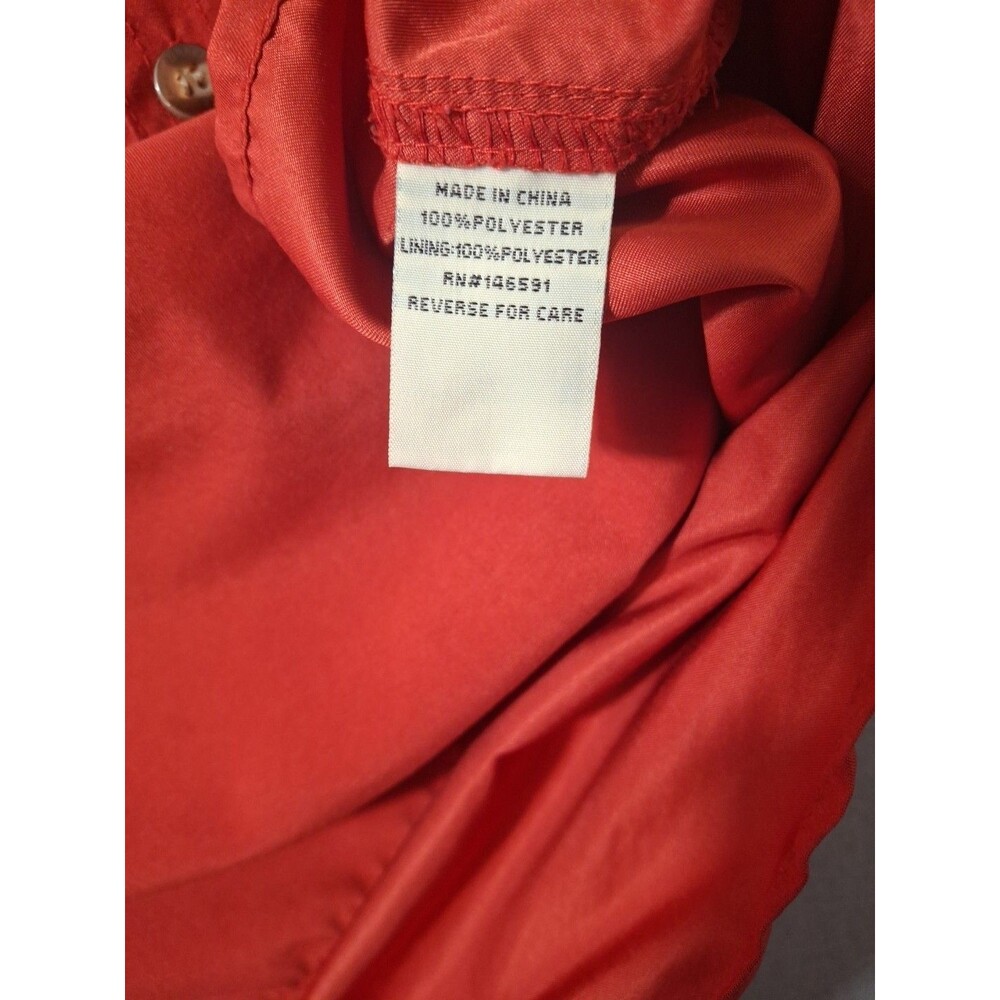 MADE IN CHINA
100%POLYESTER
LINING:100%POLYESTER
RN#146591
REVERSE FOR CARE